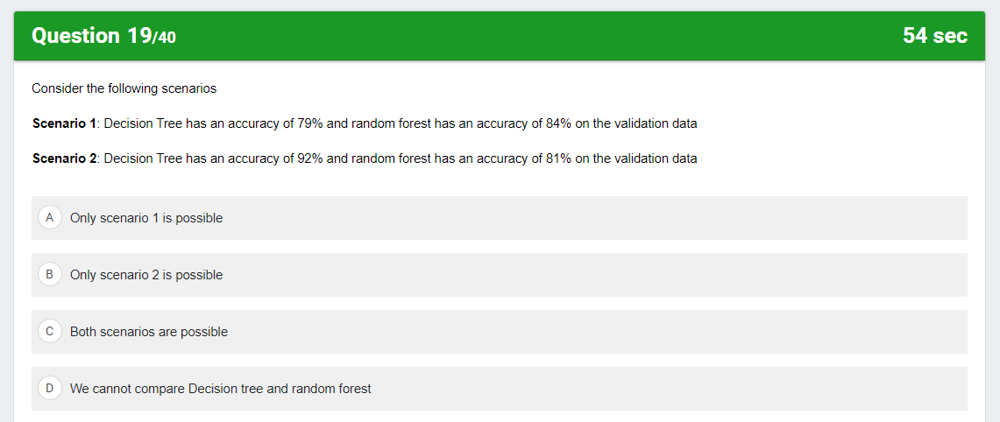 Question 19/40
54 sec
Consider the following scenarios
Scenario 1: Decision Tree has an accuracy of 79% and random forest has an accuracy of 84% on the validation data
Scenario 2: Decision Tree has an accuracy of 92% and random forest has an accuracy of 81% on the validation data
A Only scenario 1 is possible
B Only scenario 2 is possible
C Both scenarios are possible
D We cannot compare Decision tree and random forest